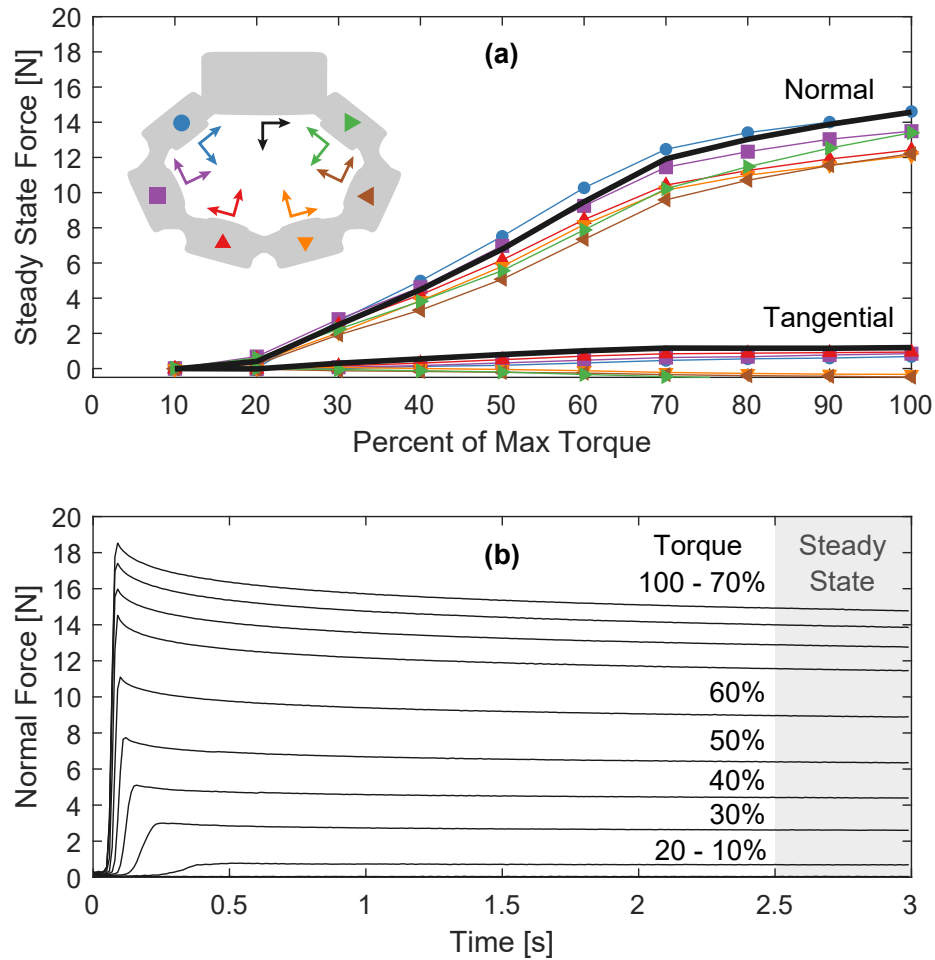 20
18
16
14
12
10
8
6
4
2
0
Steady State Force [N]
(a)
Normal
Tangential
0 10 20 30 40 50 60 70 80 90 100
Percent of Max Torque
20
18
16
14
12
10
8
6
4
2
0
Normal Force [N]
(b)
Torque
100 - 70%
60%
50%
40%
30%
20 - 10%
Steady
State
0 0.5 1 1.5 2 2.5 3
Time [s]